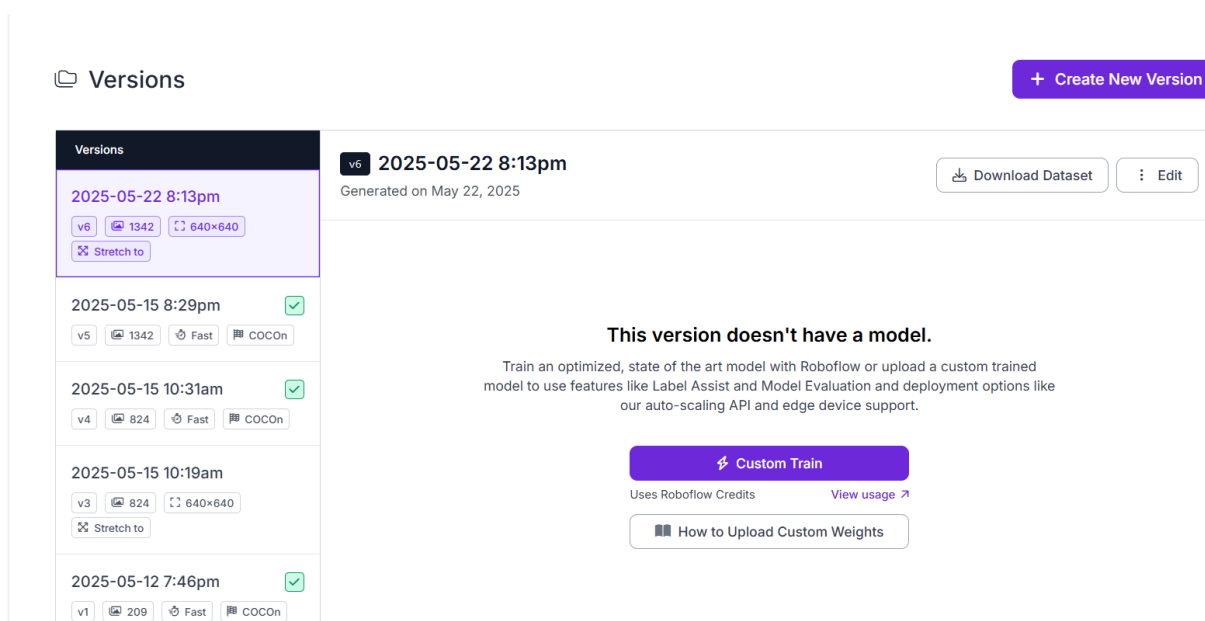 Versions
+ Create New Version
Versions
2025-05-22 8:13pm
v6 1342 640×640
Stretch to
2025-05-15 8:29pm
v5 1342 Fast COCOn
2025-05-15 10:31am
v4 824 Fast COCOn
2025-05-15 10:19am
v3 824 640×640
Stretch to
2025-05-12 7:46pm
v1 209 Fast COCOn
v6 2025-05-22 8:13pm
Generated on May 22, 2025
Download Dataset
Edit
This version doesn't have a model.
Train an optimized, state of the art model with Roboflow or upload a custom trained
model to use features like Label Assist and Model Evaluation and deployment options like
our auto-scaling API and edge device support.
Custom Train
Uses Roboflow Credits View usage
How to Upload Custom Weights